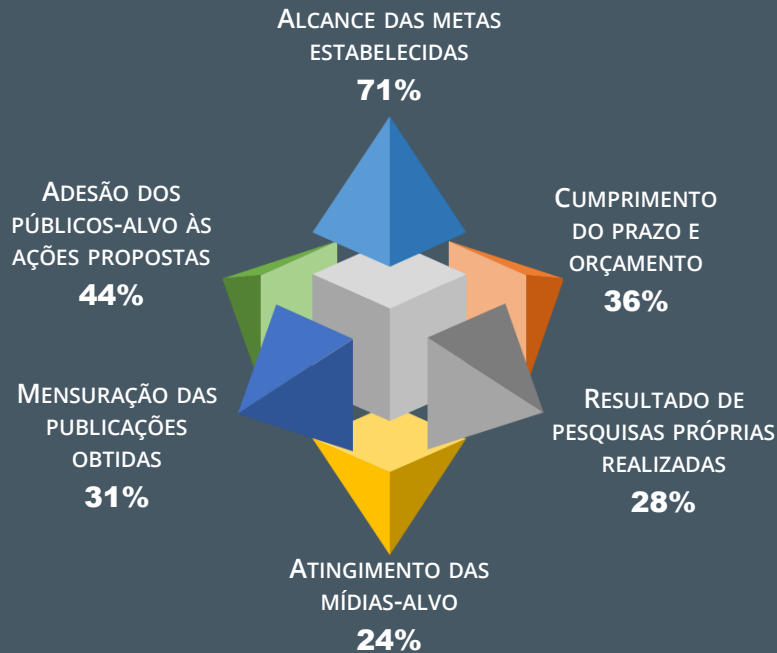 ALCANCE DAS METAS
ESTABELECIDAS
71%
ADESÃO DOS
PÚBLICOS-ALVO ÀS
AÇÕES PROPOSTAS
44%
CUMPRIMENTO
DO PRAZO E
ORÇAMENTO
36%
MENSURAÇÃO DAS
PUBLICAÇÕES
OBTIDAS
31%
RESULTADO DE
PESQUISAS PRÓPRIAS
REALIZADAS
28%
ATINGIMENTO DAS
MÍDIAS-ALVO
24%